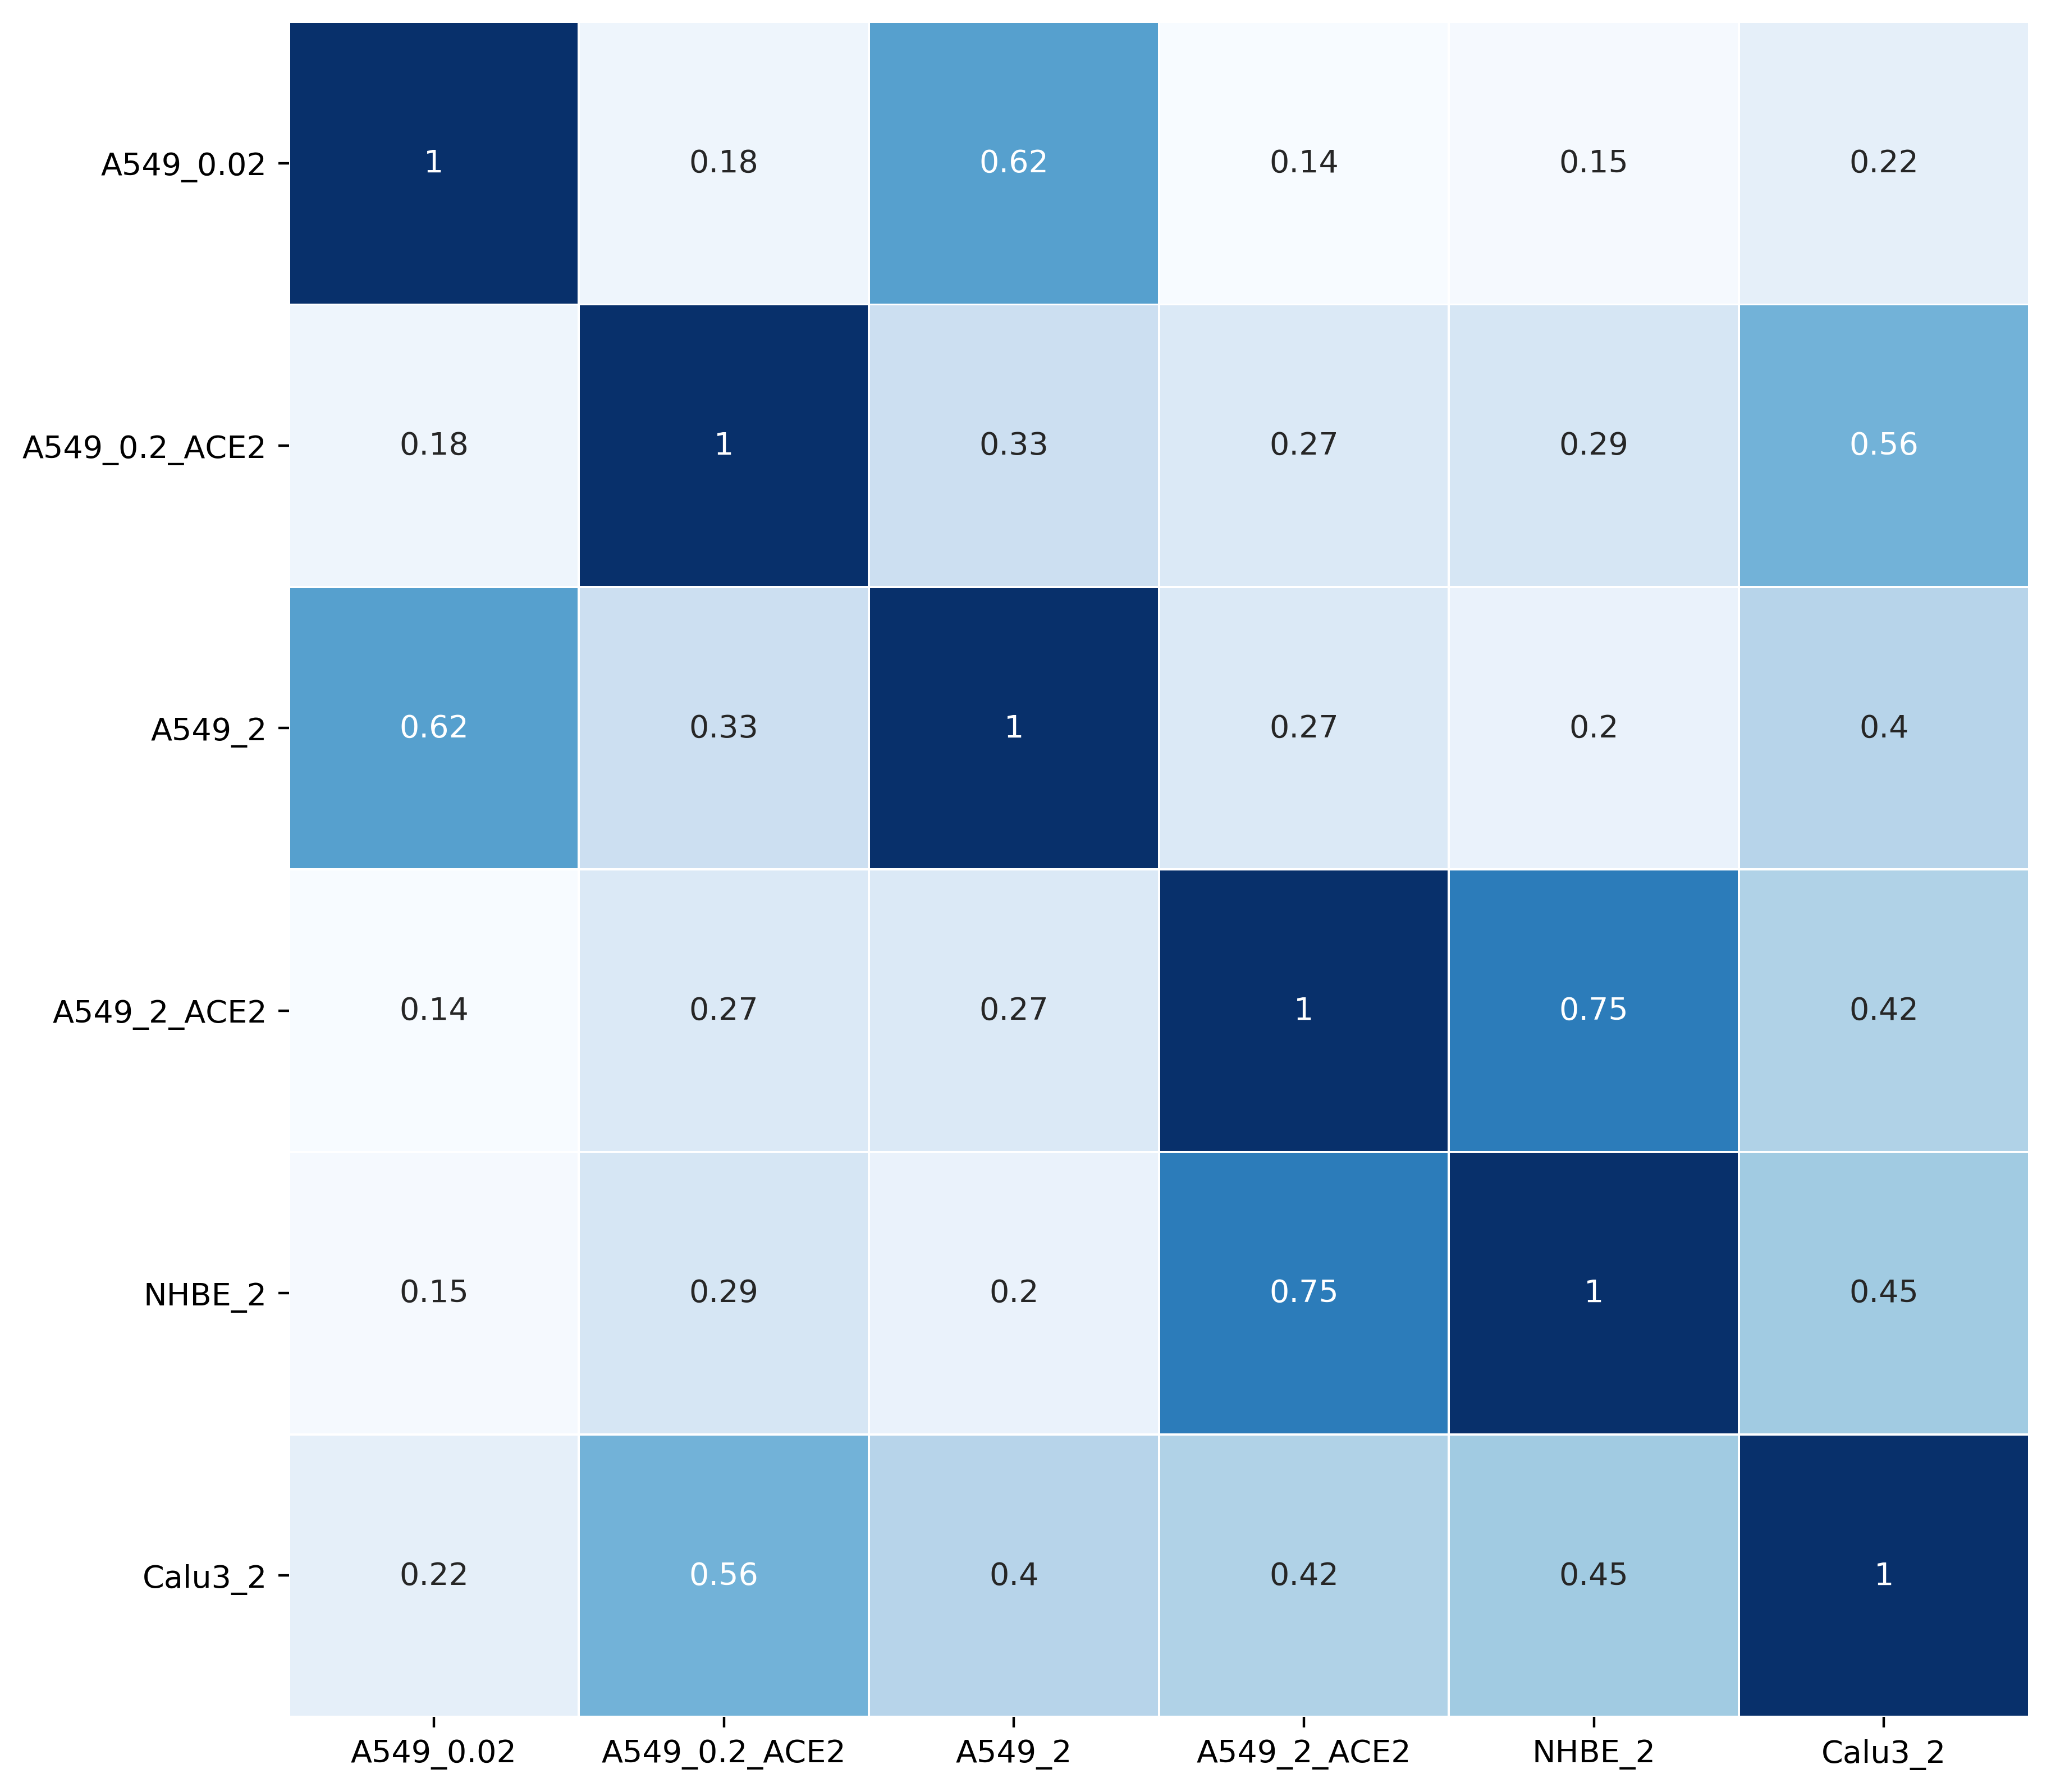 A549_0.02 1 0.18 0.62 0.14 0.15 0.22
A549_0.2_ACE2 0.18 1 0.33 0.27 0.29 0.56
A549_2 0.62 0.33 1 0.27 0.2 0.4
A549_2_ACE2 0.14 0.27 0.27 1 0.75 0.42
NHBE_2 0.15 0.29 0.2 0.75 1 0.45
Calu3_2 0.22 0.56 0.4 0.42 0.45 1
A549_0.02 A549_0.2_ACE2 A549_2 A549_2_ACE2 NHBE_2 Calu3_2